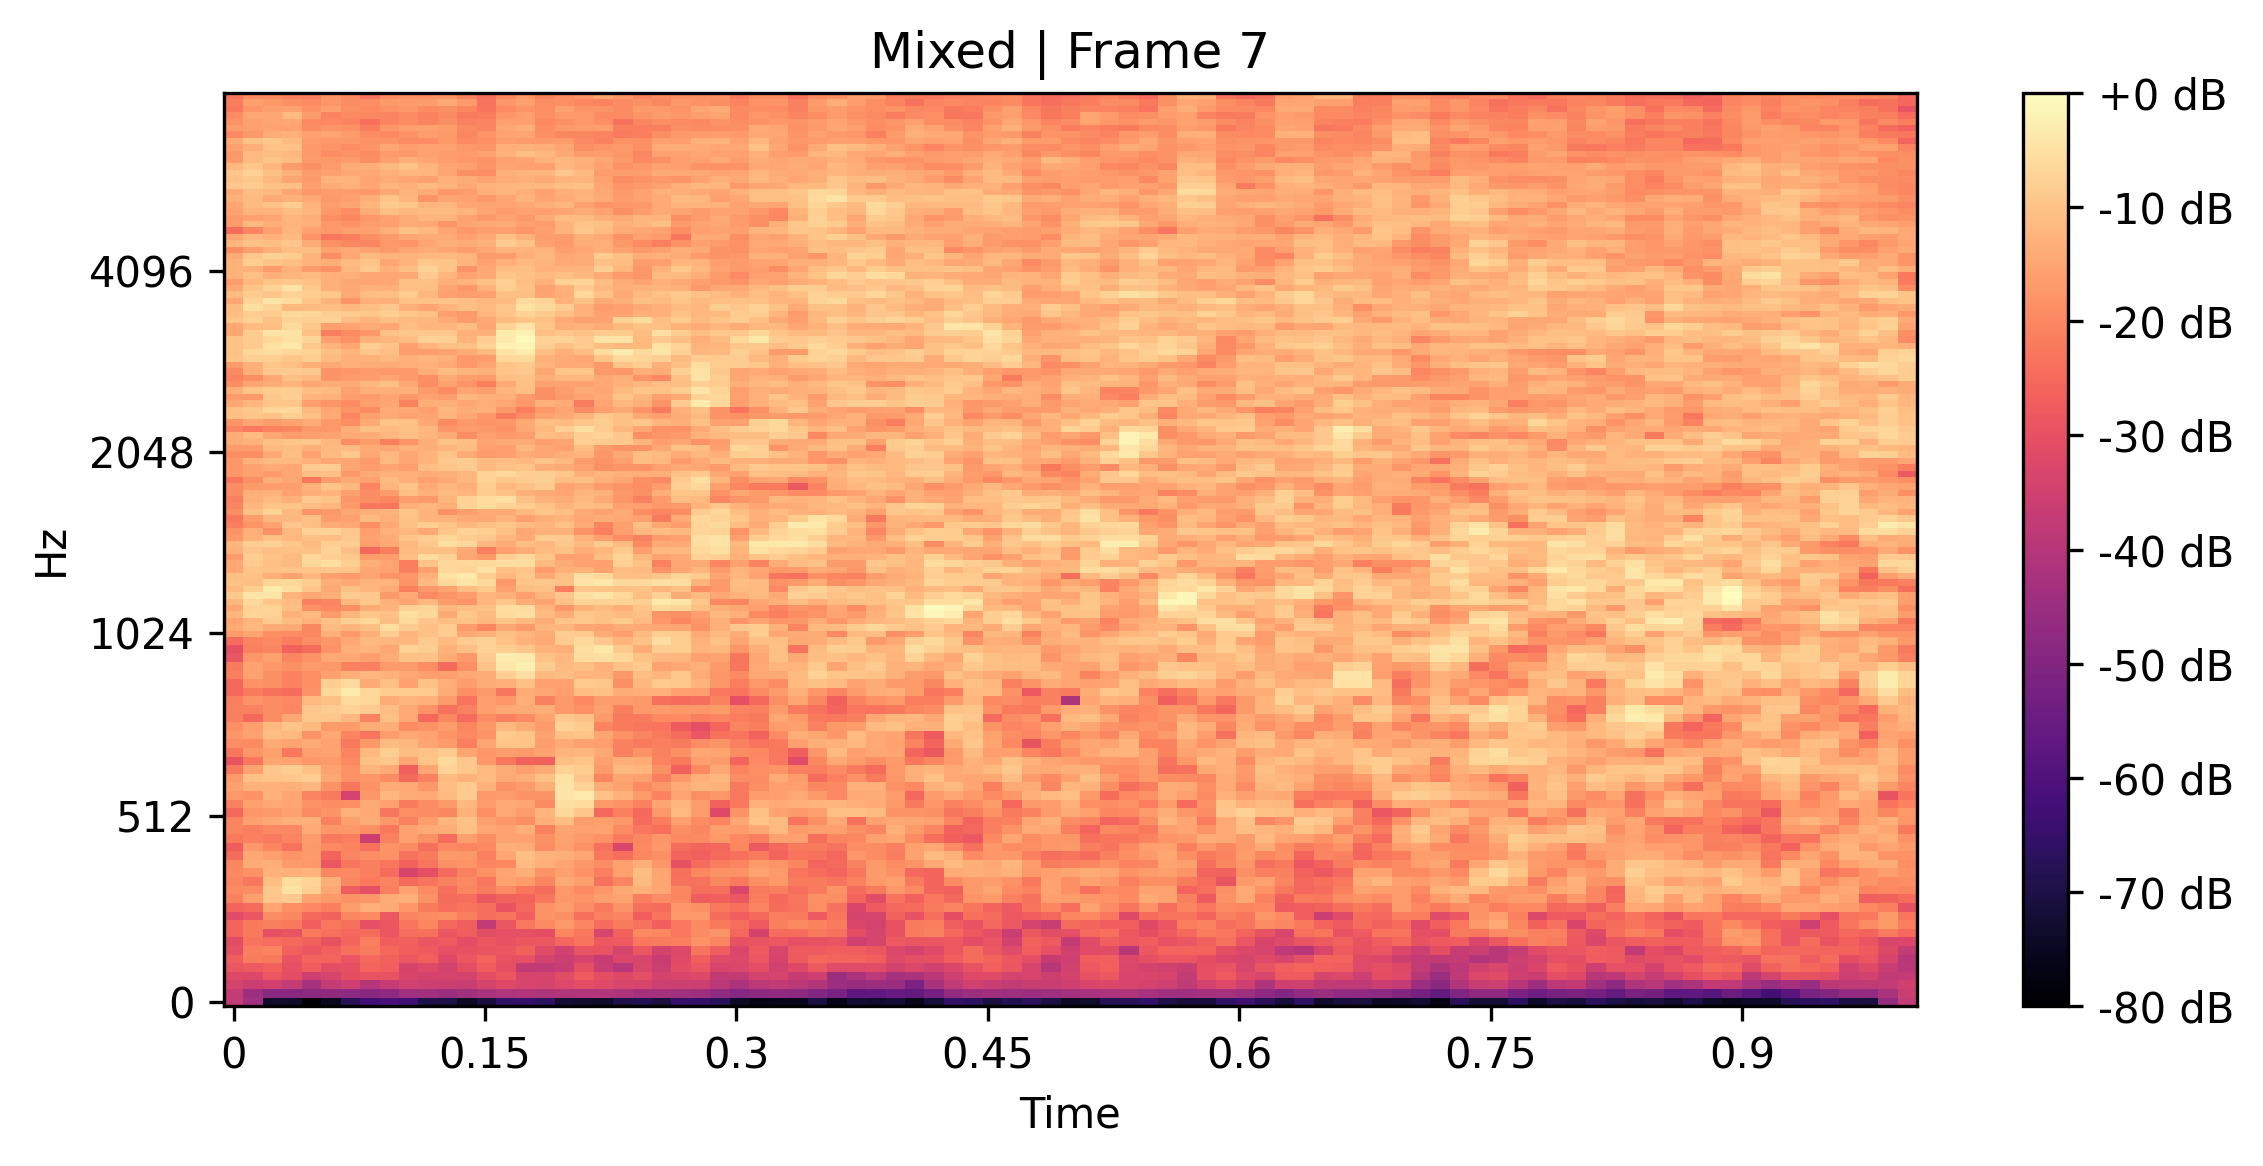 Mixed | Frame 7
+0 dB
-10 dB
4096
-20 dB
2048
-30 dB
Hz
-40 dB
1024
-50 dB
512
-60 dB
-70 dB
0
-80 dB
0 0.15 0.3 0.45 0.6 0.75 0.9
Time